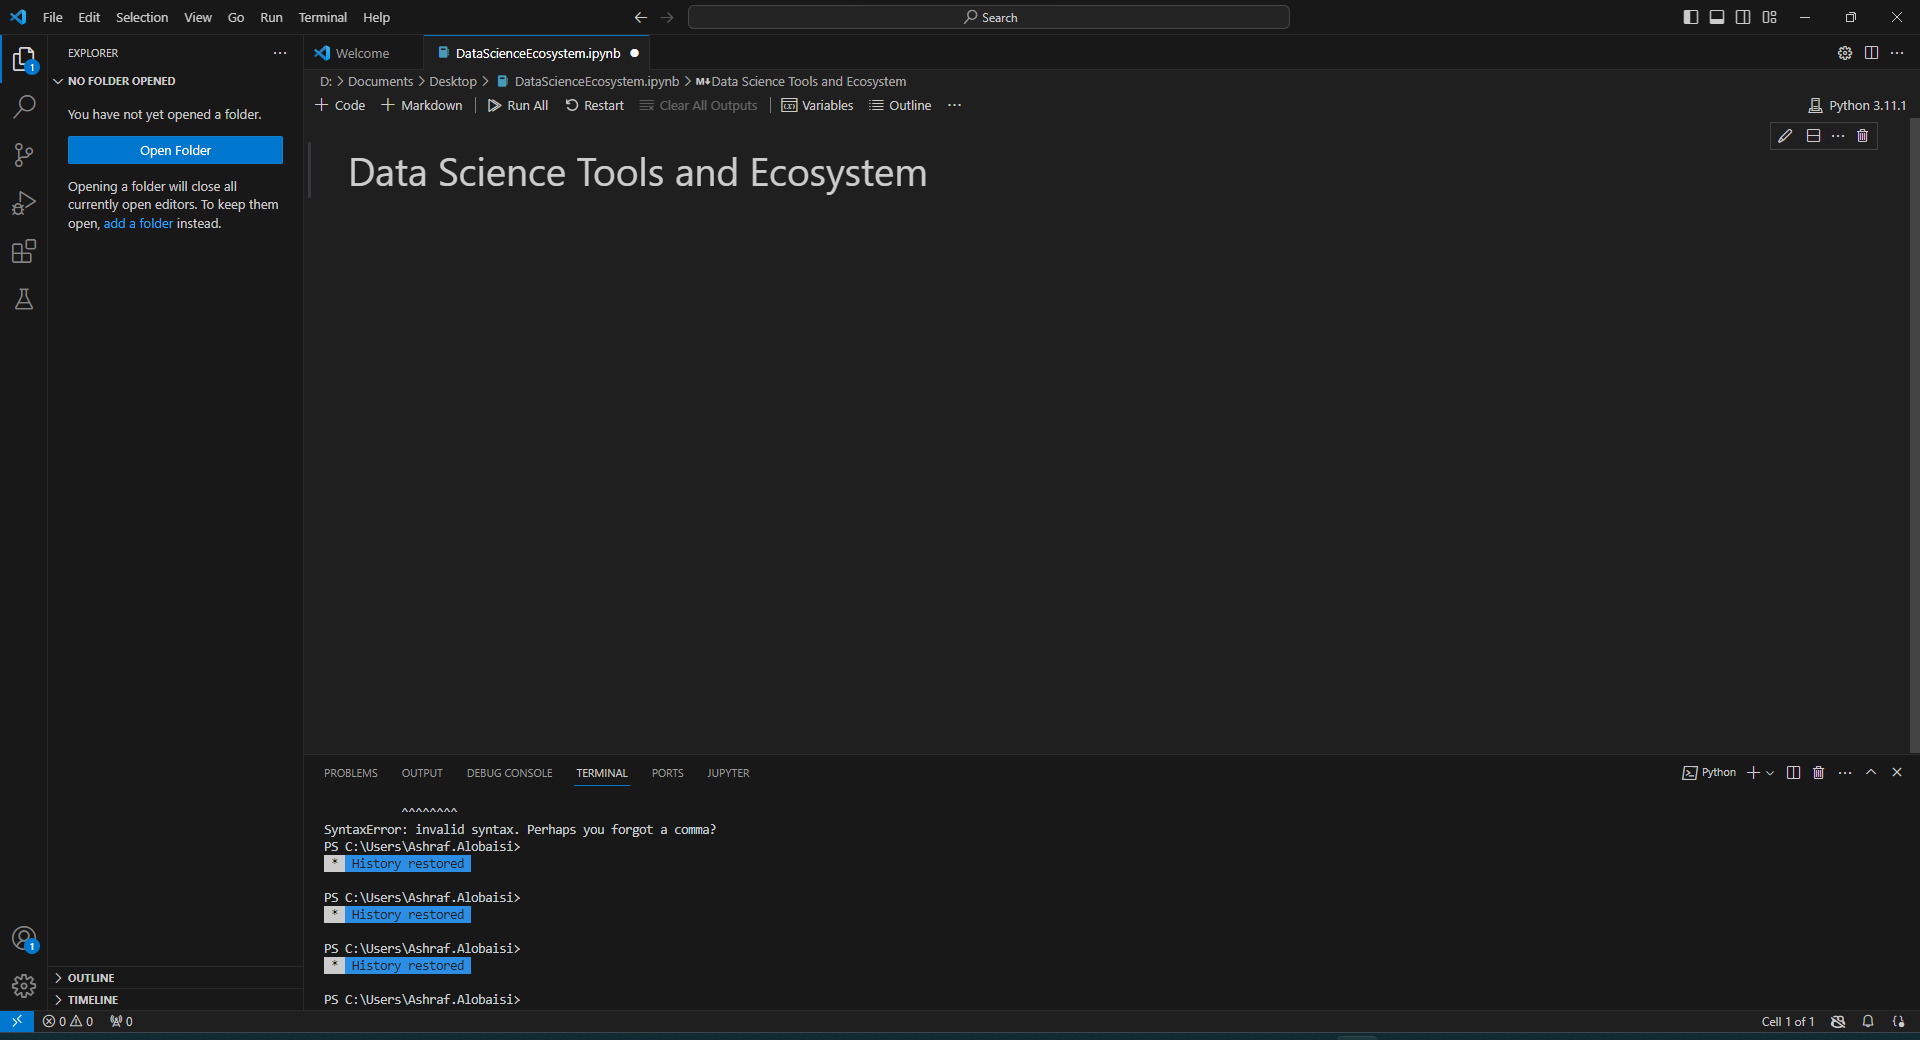 File Edit Selection View Go Run Terminal Help
Search
EXPLORER
NO FOLDER OPENED
You have not yet opened a folder.
Open Folder
Opening a folder will close all
currently open editors. To keep them
open, add a folder instead.
OUTLINE
TIMELINE
1
1
Welcome
DataScienceEcosystem.ipynb
D: > Documents > Desktop > DataScienceEcosystem.ipynb > M↓Data Science Tools and Ecosystem
+ Code + Markdown Run All Restart Clear All Outputs Variables Outline ···
Python 3.11.1
Data Science Tools and Ecosystem
PROBLEMS OUTPUT DEBUG CONSOLE TERMINAL PORTS JUPYTER
Python
^^^^^^^^
SyntaxError: invalid syntax. Perhaps you forgot a comma?
PS C:\Users\Ashraf.Alobaisi>
* History restored
PS C:\Users\Ashraf.Alobaisi>
* History restored
PS C:\Users\Ashraf.Alobaisi>
* History restored
PS C:\Users\Ashraf.Alobaisi>
0 0 0
Cell 1 of 1